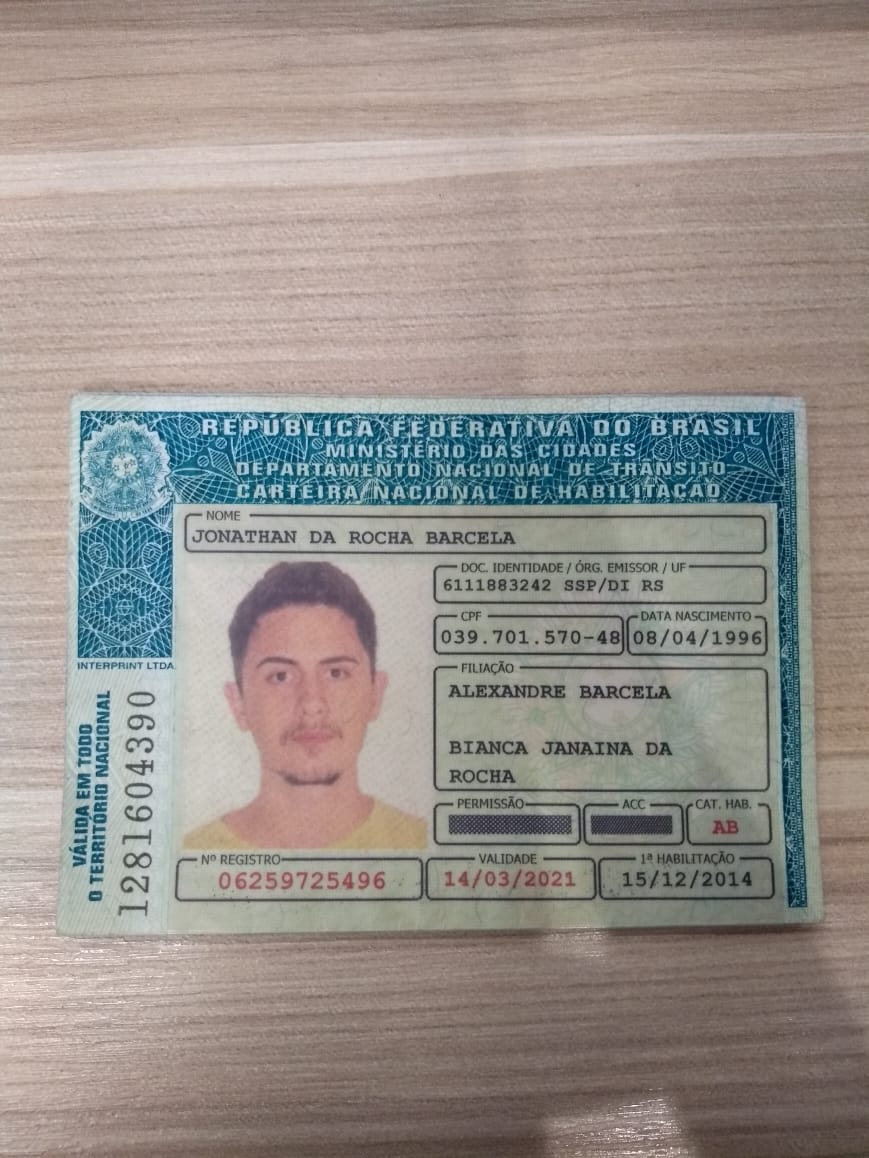 REPÚBLICA FEDERATIVA DO BRASIL
MINISTÉRIO DAS CIDADES
DEPARTAMENTO NACIONAL DE TRÂNSITO
CARTEIRA NACIONAL DE HABILITAÇÃO
NOME
JONATHAN DA ROCHA BARCELA
DOC. IDENTIDADE / ÓRG. EMISSOR / UF
6111883242 SSP/DI RS
CPF
039.701.570-48
DATA NASCIMENTO
08/04/1996
FILIAÇÃO
ALEXANDRE BARCELA
BIANCA JANAINA DA
ROCHA
PERMISSÃO
ACC
CAT. HAB.
AB
Nº REGISTRO
06259725496
VALIDADE
14/03/2021
1ª HABILITAÇÃO
15/12/2014
INTERPRINT LTDA
VÁLIDA EM TODO
O TERRITÓRIO NACIONAL
1281604390